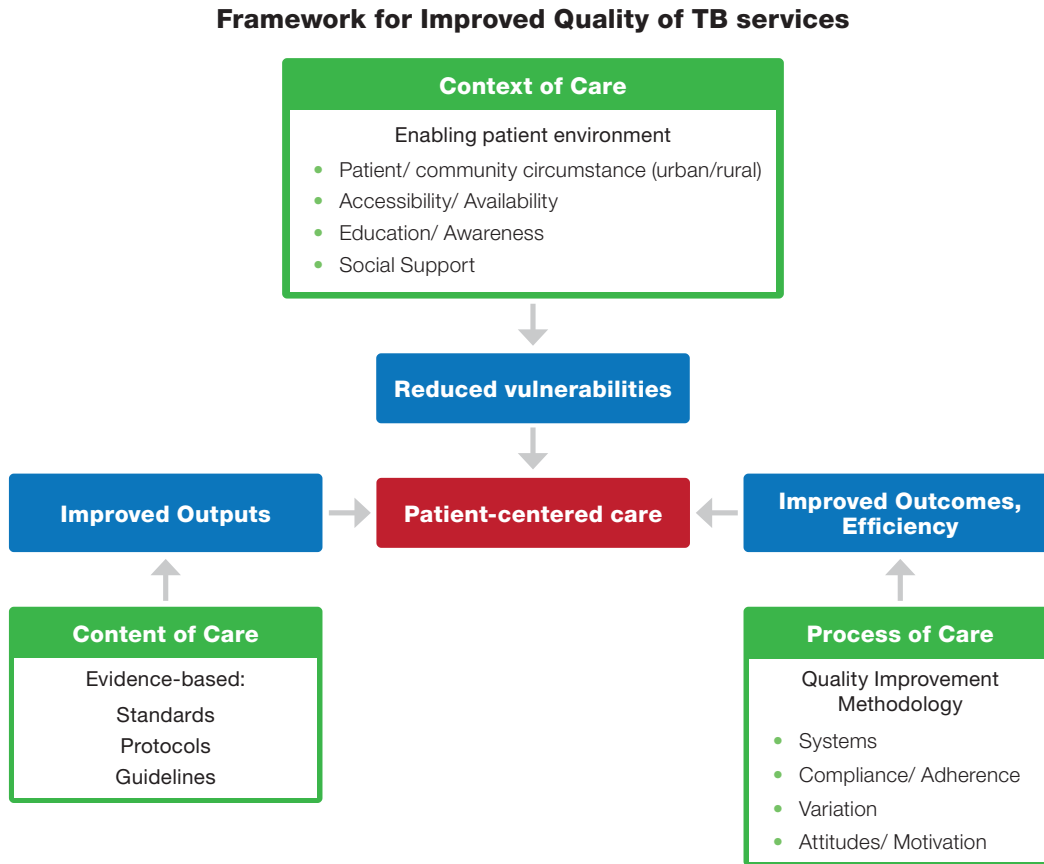 Framework for Improved Quality of TB services
Context of Care
Enabling patient environment
• Patient/ community circumstance (urban/rural)
• Accessibility/ Availability
• Education/ Awareness
• Social Support
Reduced vulnerabilities
Improved Outputs
Patient-centered care
Improved Outcomes,
Efficiency
Content of Care
Evidence-based:
Standards
Protocols
Guidelines
Process of Care
Quality Improvement
Methodology
• Systems
• Compliance/ Adherence
• Variation
• Attitudes/ Motivation